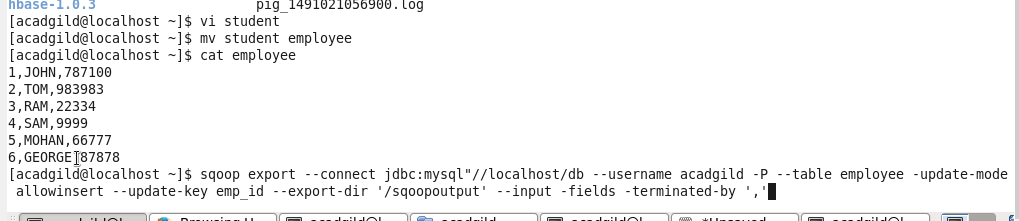 hbase-1.0.3 pig_1491021056900.log
[acadgild@localhost ~]$ vi student
[acadgild@localhost ~]$ mv student employee
[acadgild@localhost ~]$ cat employee
1,JOHN,787100
2,TOM,983983
3,RAM,22334
4,SAM,9999
5,MOHAN,66777
6,GEORGE,87878
[acadgild@localhost ~]$ sqoop export --connect jdbc:mysql"//localhost/db --username acadgild -P --table employee -update-mode
allowinsert --update-key emp_id --export-dir '/sqoopoutput' --input -fields -terminated-by ','